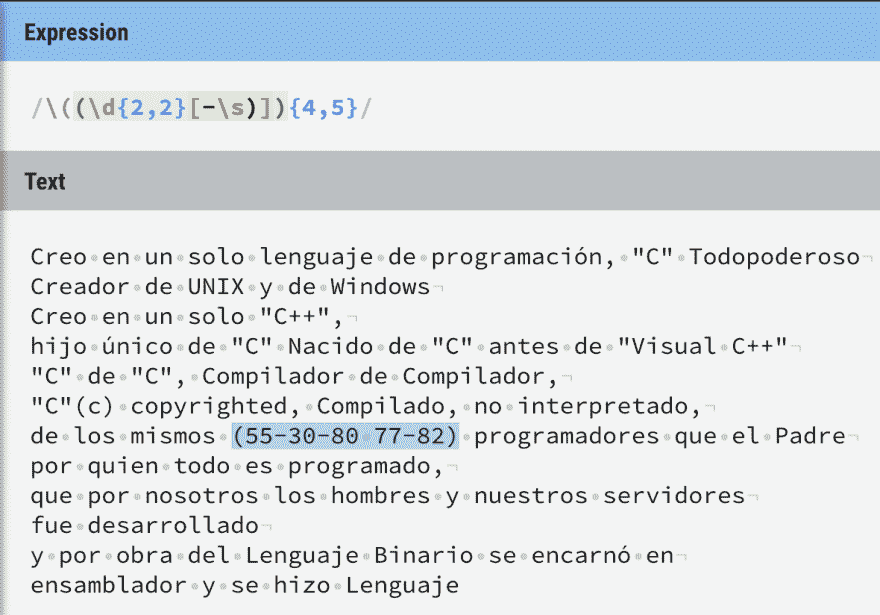 Expression
/\((\d{2,2}[-\s)]){4,5}/
Text
Creo en un solo lenguaje de programación, "C" Todopoderoso
Creador de UNIX y de Windows
Creo en un solo "C++",
hijo único de "C" Nacido de "C" antes de "Visual C++"
"C" de "C", Compilador de Compilador,
"C"(c) copyrighted, Compilado, no interpretado,
de los mismos (55-30-80 77-82) programadores que el Padre
por quien todo es programado,
que por nosotros los hombres y nuestros servidores
fue desarrollado
y por obra del Lenguaje Binario se encarnó en
ensamblador y se hizo Lenguaje